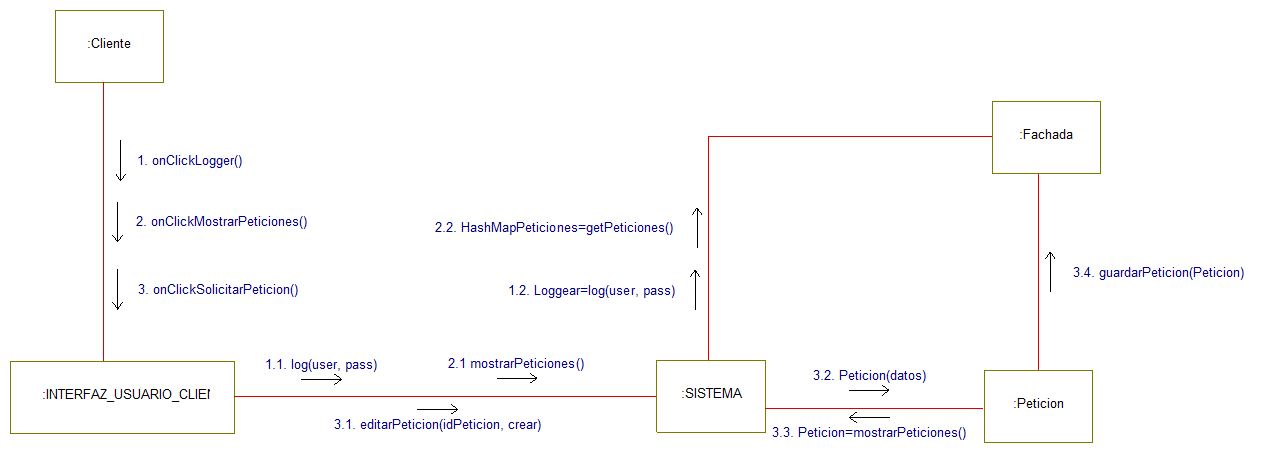 :Cliente
:Fachada
1. onClickLogger()
2. onClickMostrarPeticiones()
2.2. HashMapPeticiones=getPeticiones()
3.4. guardarPeticion(Peticion)
3. onClickSolicitarPeticion()
1.2. Loggear=log(user, pass)
1.1. log(user, pass)
2.1 mostrarPeticiones()
3.2. Peticion(datos)
:INTERFAZ_USUARIO_CLIEN
:SISTEMA
:Peticion
3.1. editarPeticion(idPeticion, crear)
3.3. Peticion=mostrarPeticiones()